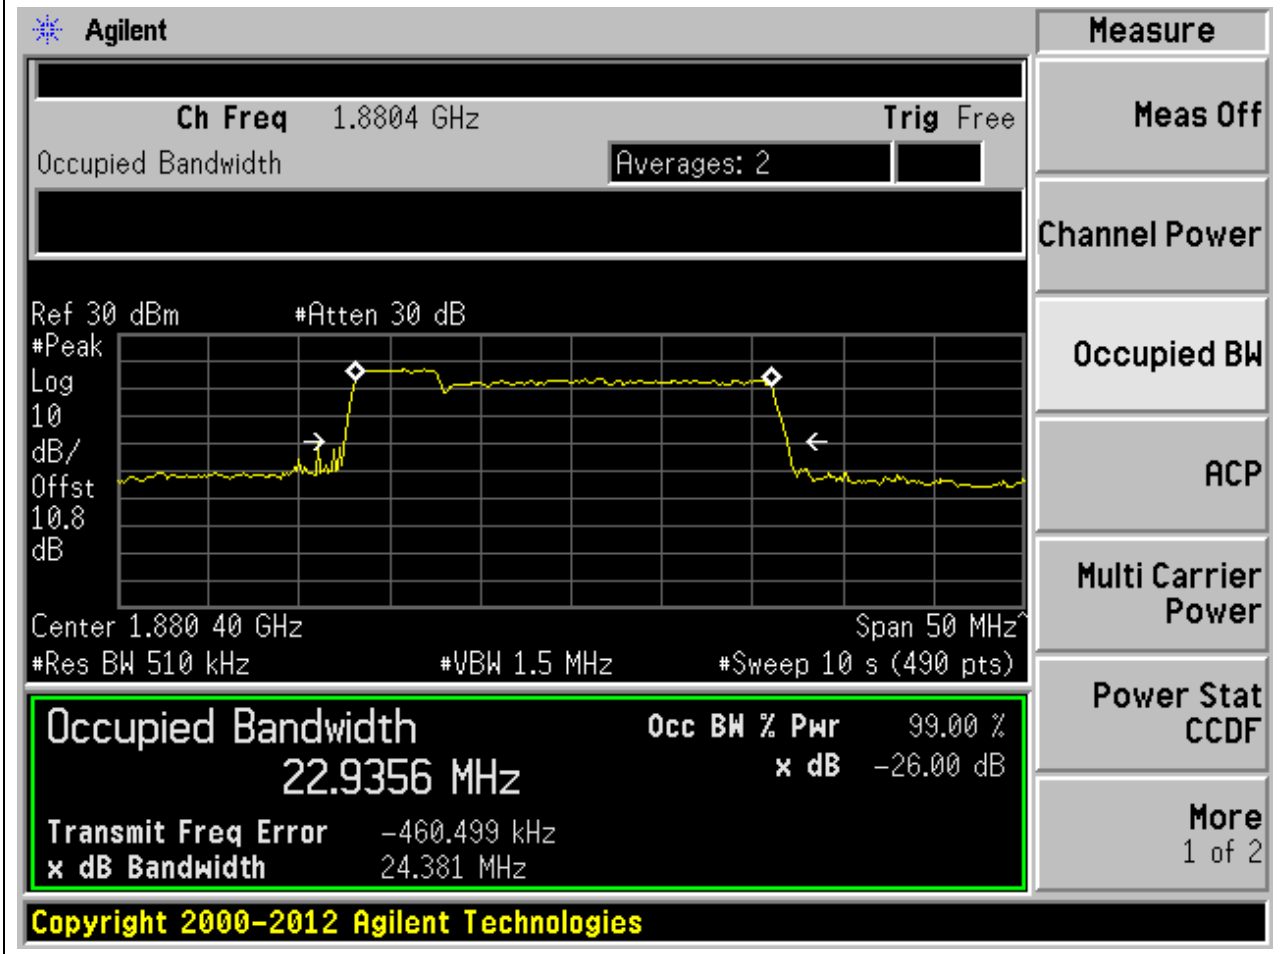 Agilent
Measure
Ch Freq 1.8804 GHz Trig Free
Occupied Bandwidth Averages: 2
Meas Off
Channel Power
Occupied BW
ACP
Multi Carrier
Power
Power Stat
CCDF
More
1 of 2
Ref 30 dBm #Atten 30 dB
#Peak
Log
10
dB/
Offst
10.8
dB
Center 1.880 40 GHz Span 50 MHz^
#Res BW 510 kHz #VBW 1.5 MHz #Sweep 10 s (490 pts)
Occupied Bandwidth Occ BW % Pwr 99.00 %
22.9356 MHz x dB -26.00 dB
Transmit Freq Error -460.499 kHz
x dB Bandwidth 24.381 MHz
Copyright 2000-2012 Agilent Technologies